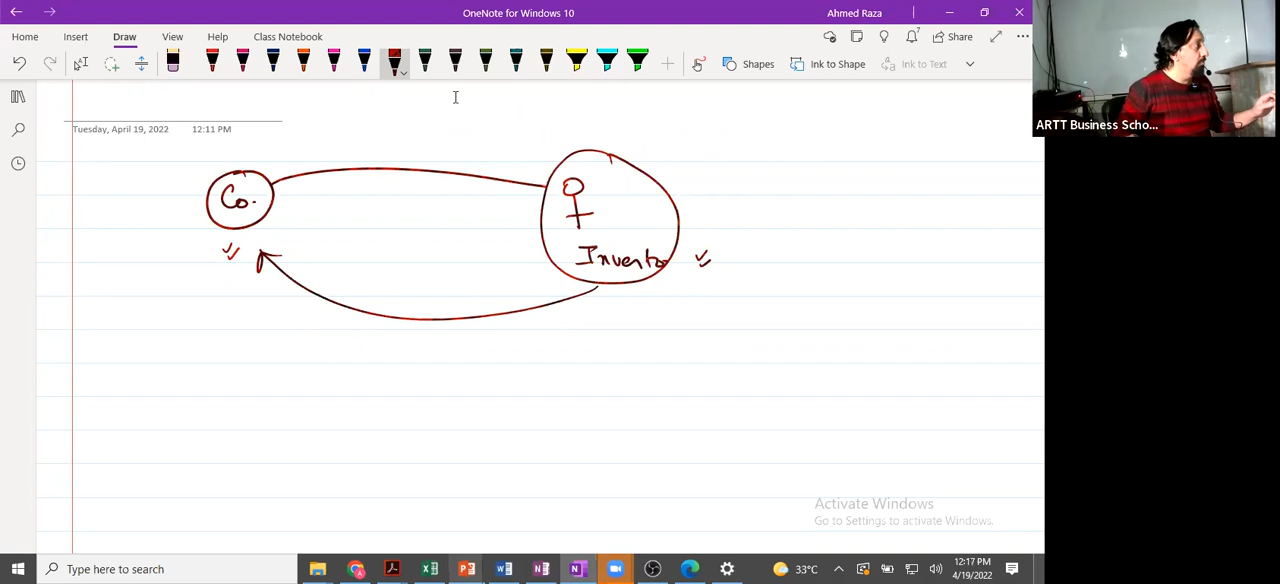 OneNote for Windows 10
Ahmed Raza
Home Insert Draw View Help Class Notebook
Share
Shapes Ink to Shape Ink to Text
ARTT Business Scho...
Tuesday, April 19, 2022 12:11 PM
Co.
Investor
Activate Windows
Go to Settings to activate Windows.
Type here to search
33°C
12:17 PM
4/19/2022